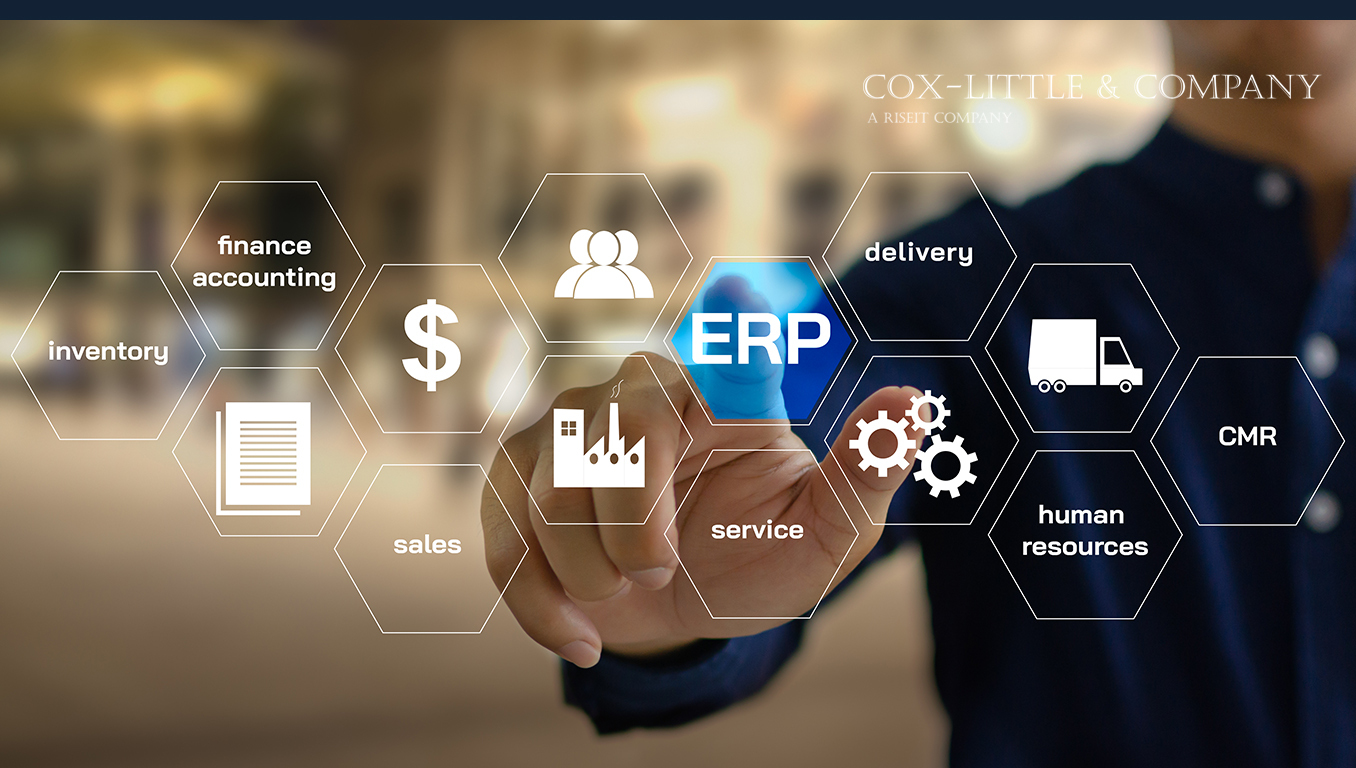 COX-LITTLE & COMPANY
A RISEIT COMPANY
finance
accounting
delivery
inventory
$
ERP
CMR
sales
service
human
resources